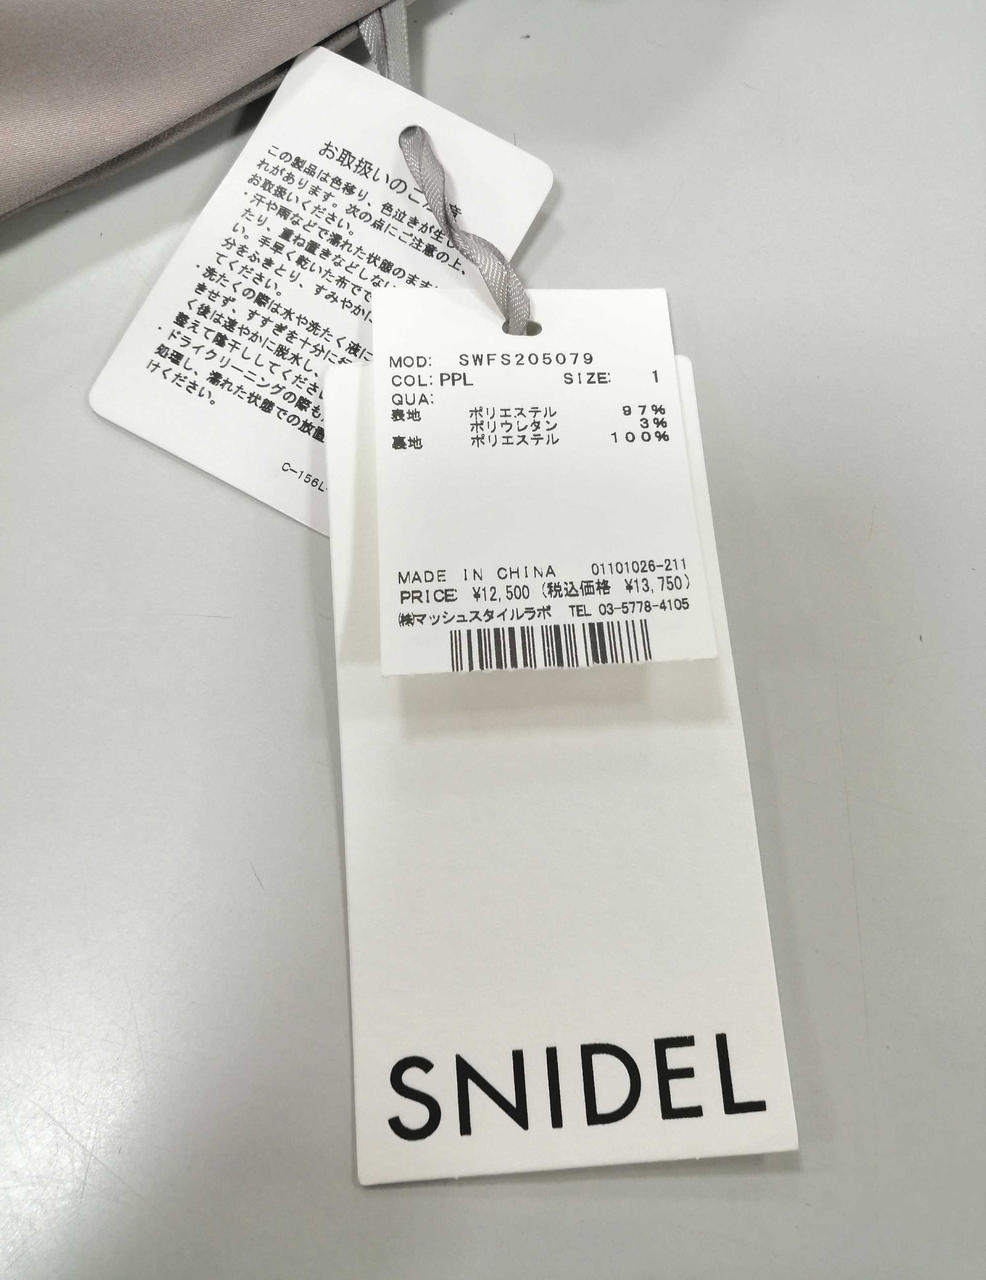 お取扱いのご
この製品は色移り、色泣きが生じ
れがあります。次の点にご注意の上、
お取扱いください。
・汗や雨などで濡れた状態のまま
たり、重ね置きなどしな
い。手早く乾いた布で
分をふきとり、すみやかに
てください。
・洗たくの際は水や洗たく液に
きせず、すすぎを十分に
く後は速やかに脱水し、
整えて陰干ししてくださ
・ドライクリーニングの際も
処理し、濡れた状態での放置
けください。
C-156L
MOD: SWFS205079
COL: PPL SIZE: 1
QUA:
表地 ポリエステル 97%
ポリウレタン 3%
裏地 ポリエステル 100%
MADE IN CHINA 01101026-211
PRICE: ¥12,500 (税込価格 ¥13,750)
㈱マッシュスタイルラボ TEL 03-5778-4105
SNIDEL